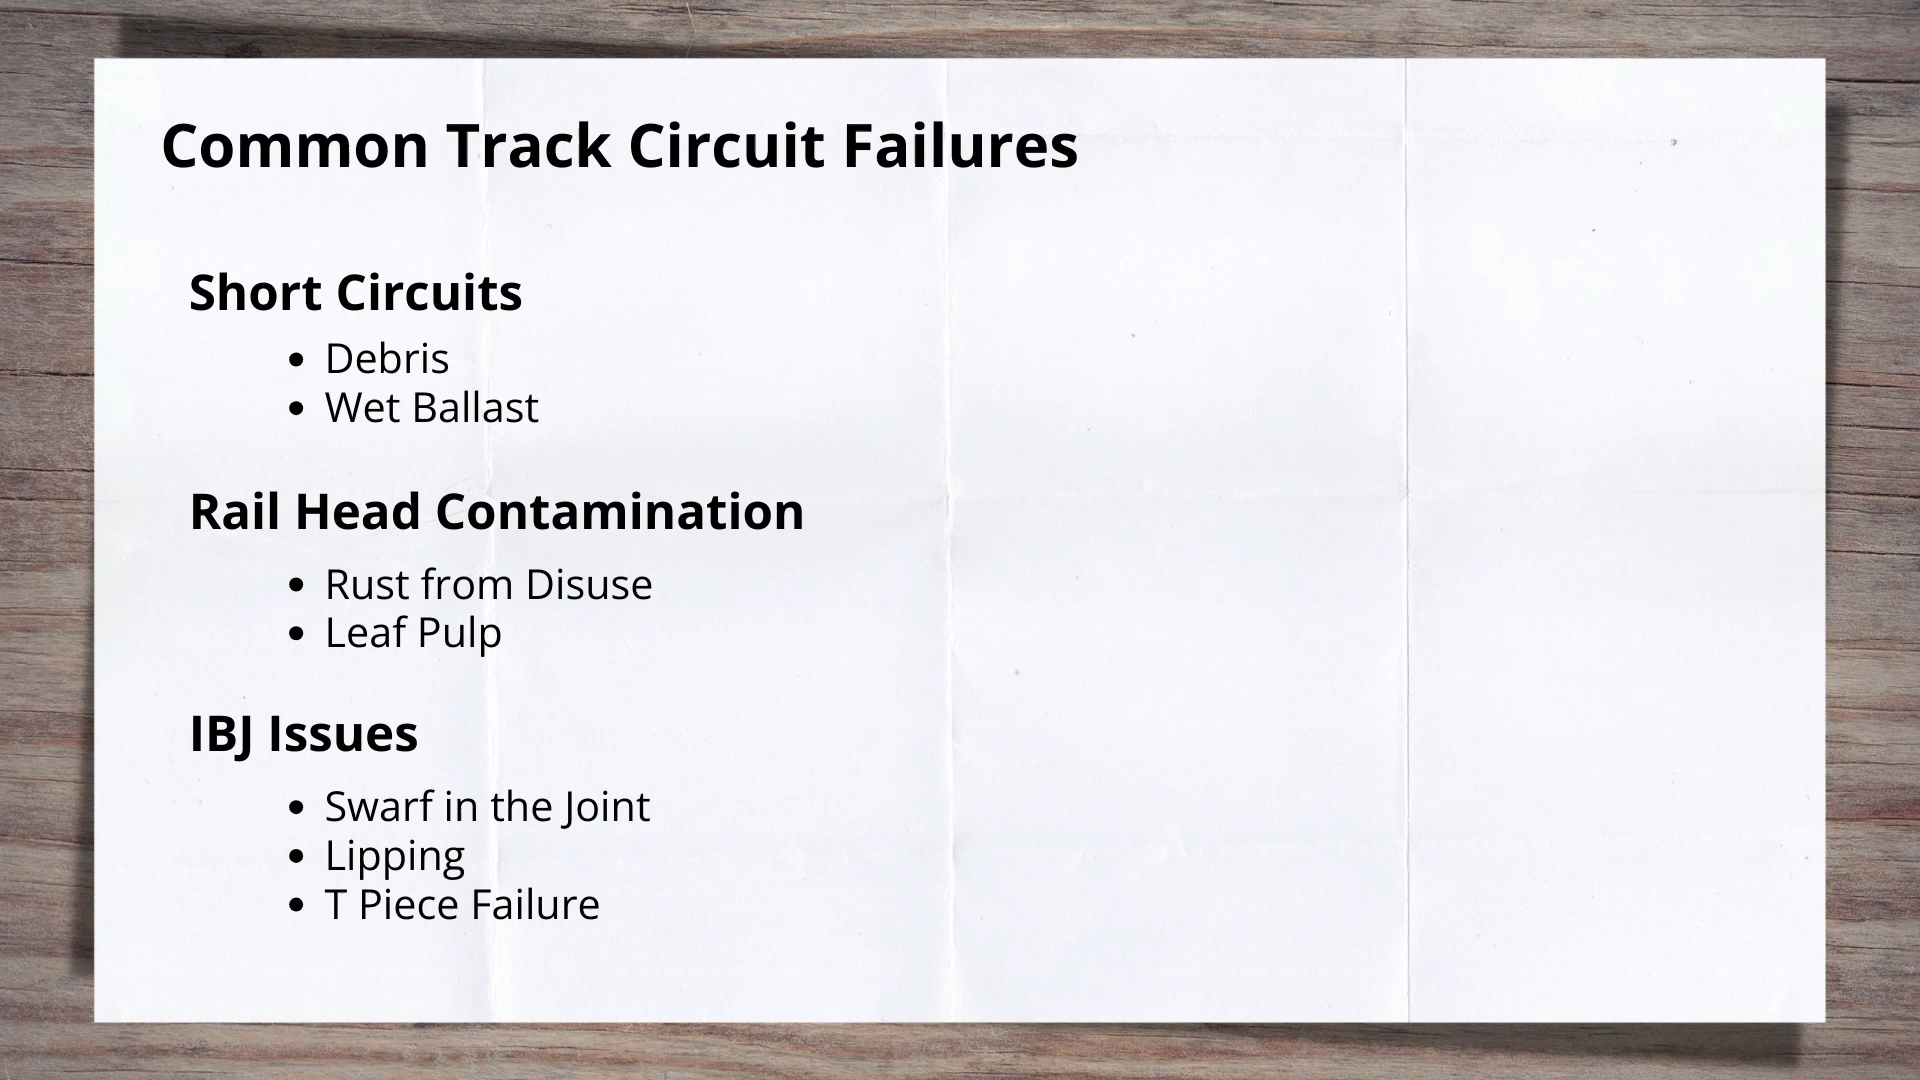 Common Track Circuit Failures
Short Circuits
• Debris
• Wet Ballast
Rail Head Contamination
• Rust from Disuse
• Leaf Pulp
IBJ Issues
• Swarf in the Joint
• Lipping
• T Piece Failure